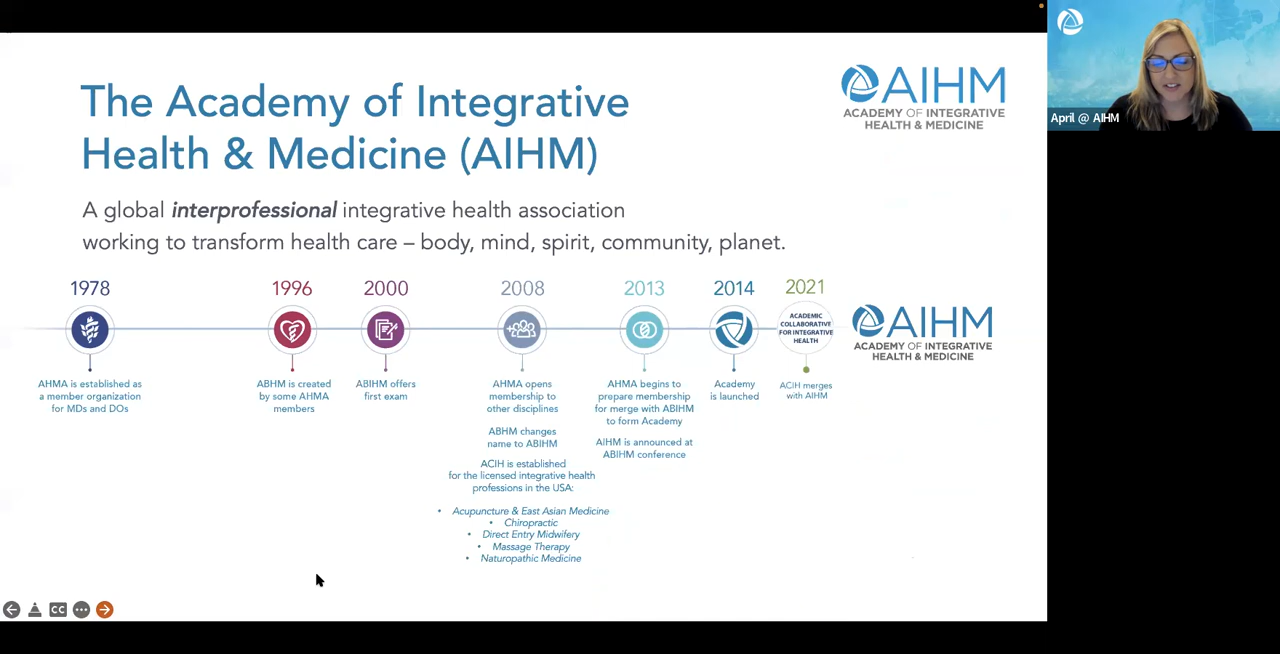 The Academy of Integrative
Health & Medicine (AIHM)
AIHM
ACADEMY OF INTEGRATIVE
HEALTH & MEDICINE
April @ AIHM
A global interprofessional integrative health association
working to transform health care – body, mind, spirit, community, planet.
1978
AHMA is established as
a member organization
for MDs and DOs
1996
ABHM is created
by some AHMA
members
2000
ABIHM offers
first exam
2008
AHMA opens
membership to
other disciplines
ABHM changes
name to ABIHM
ACIH is established
for the licensed integrative health
professions in the USA:
• Acupuncture & East Asian Medicine
• Chiropractic
• Direct Entry Midwifery
• Massage Therapy
• Naturopathic Medicine
2013
AHMA begins to
prepare membership
for merge with ABIHM
to form Academy
AIHM is announced at
ABIHM conference
2014
Academy
is launched
2021
ACADEMIC
COLLABORATIVE
FOR INTEGRATIVE
HEALTH
ACIH merges
with AIHM
AIHM
ACADEMY OF INTEGRATIVE
HEALTH & MEDICINE
CC